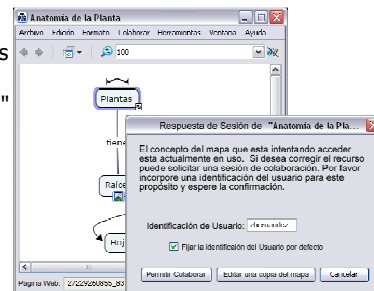 Anatomía de la Planta
Archivo Edición Formato Colaborar Herramientas Ventana Ayuda
100
s
"
Plantas
tiene
Respuesta de Sesión de "Anatomía de la Pla...
El concepto del mapa que esta intentando acceder
esta actualmente en uso. Si desea corregir el recurso
puede solicitar una sesión de colaboración. Por favor
incorpore una identificación del usuario para este
propósito y espere la confirmación.
Identificación de Usuario:
Fijar la identificación del Usuario por defecto
Permitir Colaborar Editar una copia del mapa Cancelar
Página Web: